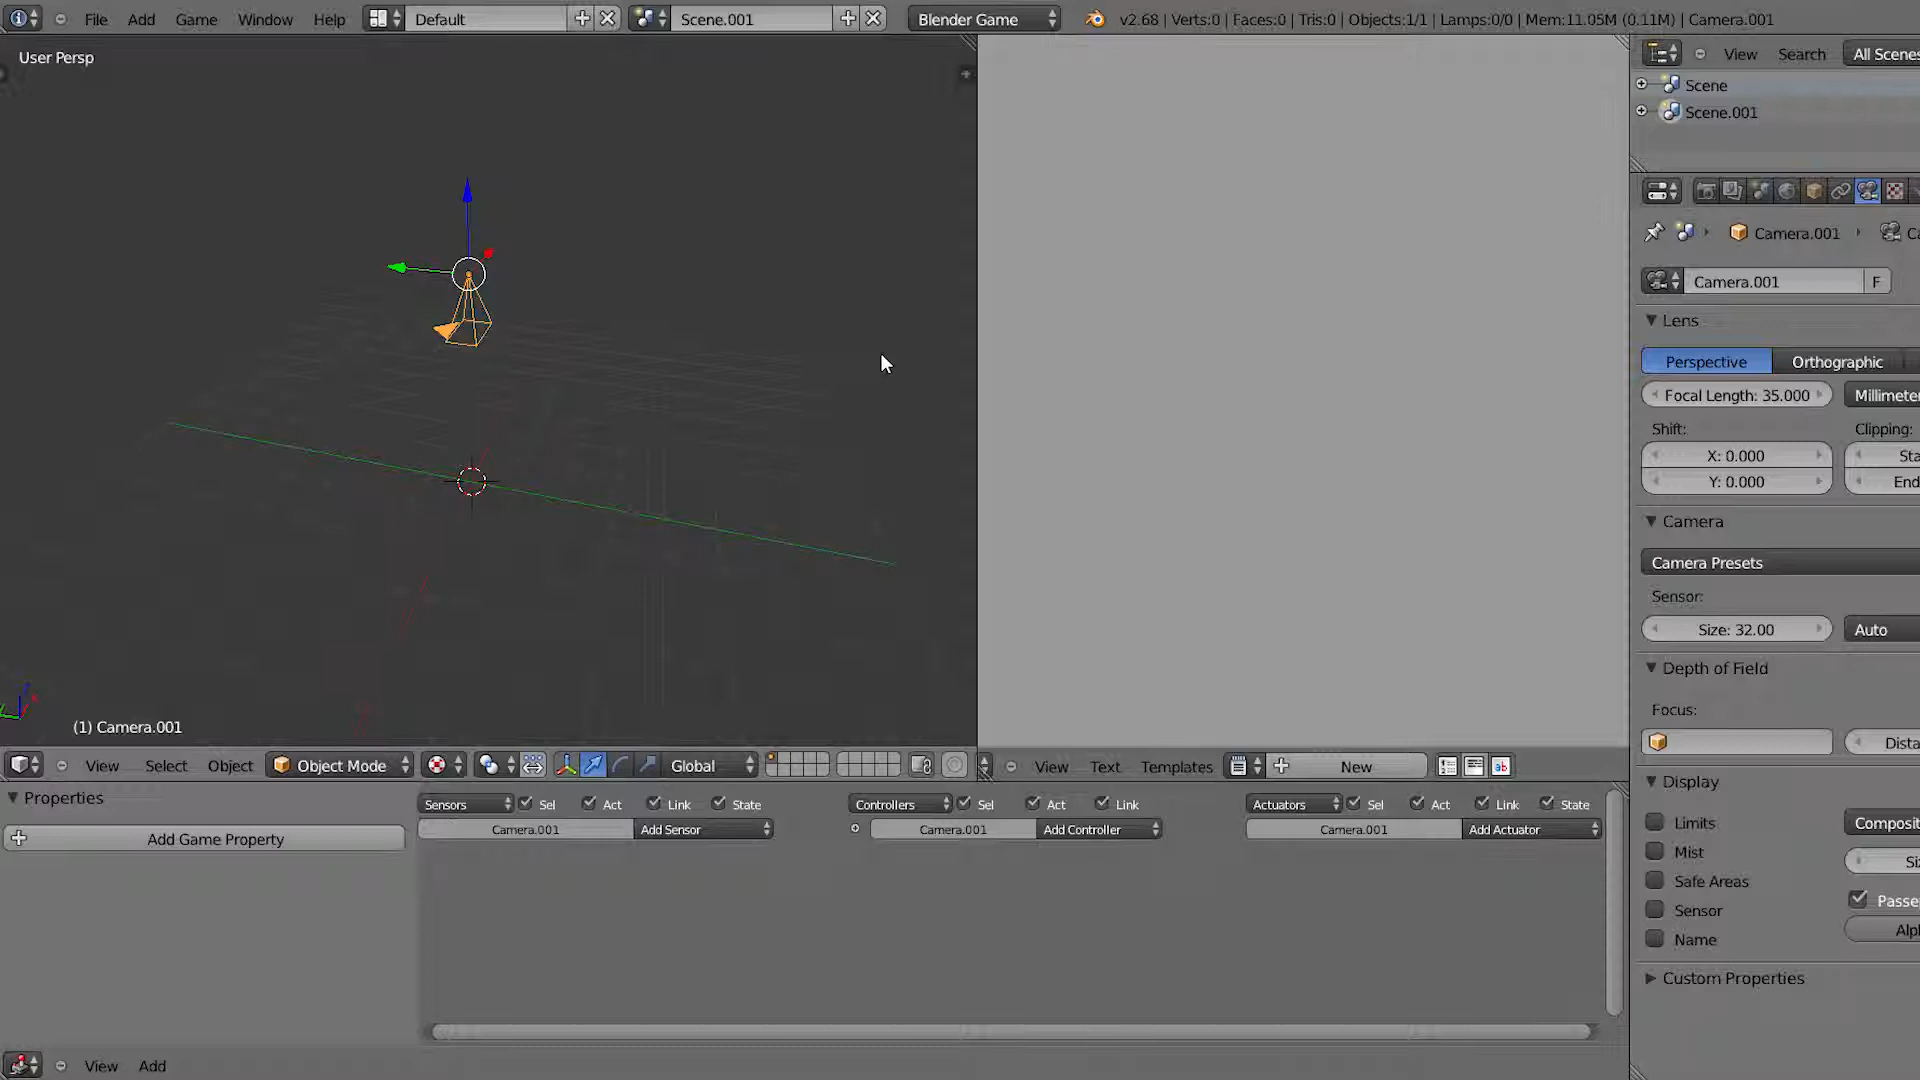 File Add Game Window Help Default Scene.001 Blender Game v2.68 | Verts:0 | Faces:0 | Tris:0 | Objects:1/1 | Lamps:0/0 | Mem:11.05M (0.11M) | Camera.001
User Persp
View Search All Scenes
Scene
Scene.001
Camera.001
Camera.001 F
Lens
Perspective Orthographic
Focal Length: 35.000 Millimeter
Shift: Clipping:
X: 0.000 Sta
Y: 0.000 End
Camera
Camera Presets
Sensor:
Size: 32.00 Auto
Depth of Field
Focus:
Dista
Display
Limits Composit
Mist
Safe Areas
Sensor Passe
Name Alp
Custom Properties
(1) Camera.001
View Select Object Object Mode Global
View Text Templates New
Properties
Add Game Property
Sensors Sel Act Link State Controllers Sel Act Link Actuators Sel Act Link State
Camera.001 Add Sensor Camera.001 Add Controller Camera.001 Add Actuator
View Add